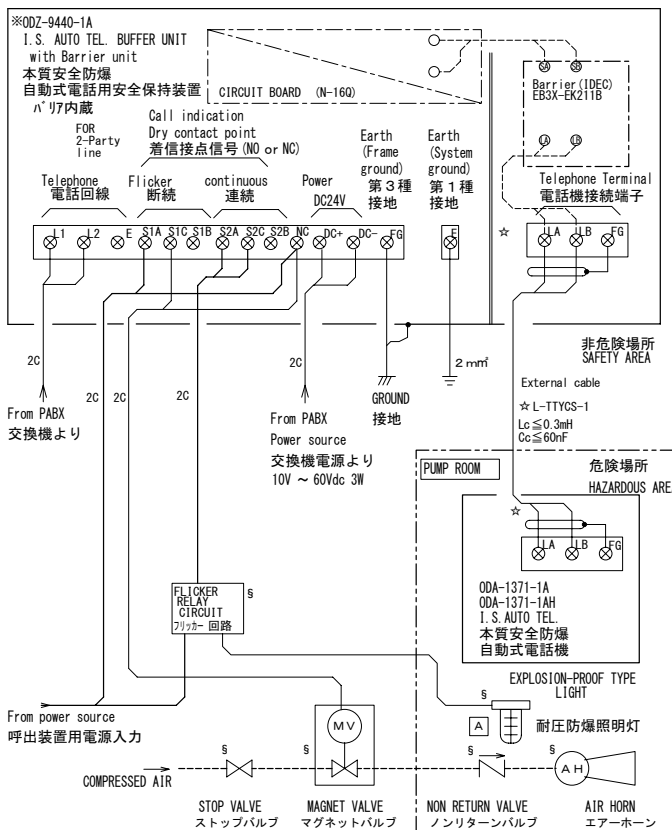 ※ODZ-9440-1A
I.S. AUTO TEL. BUFFER UNIT
with Barrier unit
本質安全防爆
自動式電話用安全保持装置
バリア内蔵
CIRCUIT BOARD (N-16Q)
SA SB
Barrier(IDEC)
EB3X-EK211B
LA LB
FOR
2-Party
line
Call indication
Dry contact point
着信接点信号(NO or NC)
Telephone
電話回線
Flicker
断続
continuous
連続
Power
DC24V
Earth
(Frame
ground)
第3種
接地
Earth
(System
ground)
第1種
接地
Telephone Terminal
電話機接続端子
L1 L2 E S1A S1C S1B S2A S2C S2B NC DC+ DC- FG
E
☆
LA LB FG
非危険場所
SAFETY AREA
2C
2C
2C
2C
2C
2㎟
From PABX
交換機より
From PABX
Power source
交換機電源より
10V ~ 60Vdc 3W
GROUND
接地
External cable
☆L-TTYCS-1
Lc≦0.3mH
Cc≦60nF
PUMP ROOM
危険場所
HAZARDOUS AREA
☆
LA LB FG
ODA-1371-1A
ODA-1371-1AH
I.S.AUTO TEL.
本質安全防爆
自動式電話機
FLICKER
RELAY
CIRCUIT
フリッカー 回路
§
EXPLOSION-PROOF TYPE
LIGHT
§
A
耐圧防爆照明灯
From power source
呼出装置用電源入力
MV
§
§
§
§
AH
COMPRESSED AIR
STOP VALVE
ストップバルブ
MAGNET VALVE
マグネットバルブ
NON RETURN VALVE
ノンリターンバルブ
AIR HORN
エアーホーン